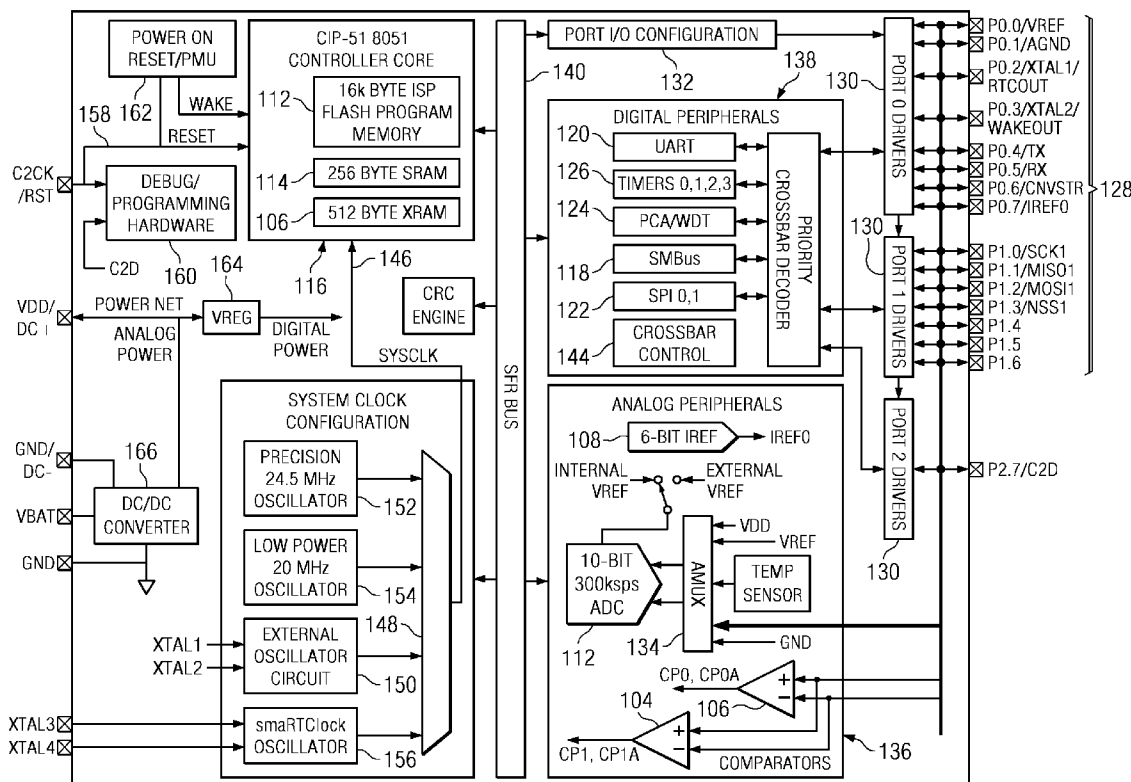 POWER ON
RESET/PMU
162
WAKE
158
RESET
C2CK
/RST
DEBUG/
PROGRAMMING
HARDWARE
C2D
160
CIP-51 8051
CONTROLLER CORE
112
16k BYTE ISP
FLASH PROGRAM
MEMORY
114
256 BYTE SRAM
106
512 BYTE XRAM
146
116
164
VDD/
DC+
POWER NET
VREG
ANALOG
POWER
DIGITAL
POWER
CRC
ENGINE
SYSCLK
SFR BUS
140
PORT I/O CONFIGURATION
132
138
DIGITAL PERIPHERALS
120
UART
126
TIMERS 0,1,2,3
124
PCA/WDT
118
SMBus
122
SPI 0,1
144
CROSSBAR
CONTROL
PRIORITY
CROSSBAR DECODER
130
PORT 0 DRIVERS
130
PORT 1 DRIVERS
PORT 2 DRIVERS
130
P0.0/VREF
P0.1/AGND
P0.2/XTAL1/
RTCOUT
P0.3/XTAL2/
WAKEOUT
P0.4/TX
P0.5/RX
P0.6/CNVSTR
P0.7/IREF0
128
P1.0/SCK1
P1.1/MISO1
P1.2/MOSI1
P1.3/NSS1
P1.4
P1.5
P1.6
P2.7/C2D
GND/
DC-
166
VBAT
DC/DC
CONVERTER
GND
SYSTEM CLOCK
CONFIGURATION
PRECISION
24.5 MHz
OSCILLATOR
152
LOW POWER
20 MHz
OSCILLATOR
154
148
XTAL1
XTAL2
EXTERNAL
OSCILLATOR
CIRCUIT
150
XTAL3
XTAL4
smaRTClock
OSCILLATOR
156
ANALOG PERIPHERALS
108
6-BIT IREF
IREF0
INTERNAL
VREF
EXTERNAL
VREF
10-BIT
300ksps
ADC
112
AMUX
134
VDD
VREF
TEMP
SENSOR
GND
CP0, CP0A
+
−
106
104
+
−
CP1, CP1A
COMPARATORS
136